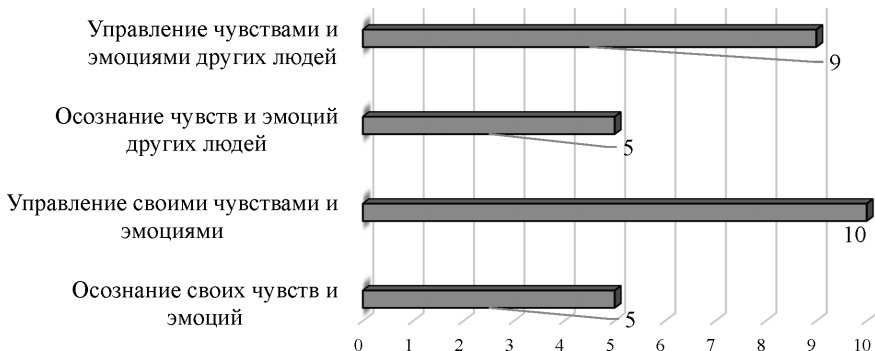 Управление чувствами и
эмоциями других людей
9
Осознание чувств и эмоций
других людей
5
Управление своими чувствами и
эмоциями
10
Осознание своих чувств и
эмоций
5
0 1 2 3 4 5 6 7 8 9 10